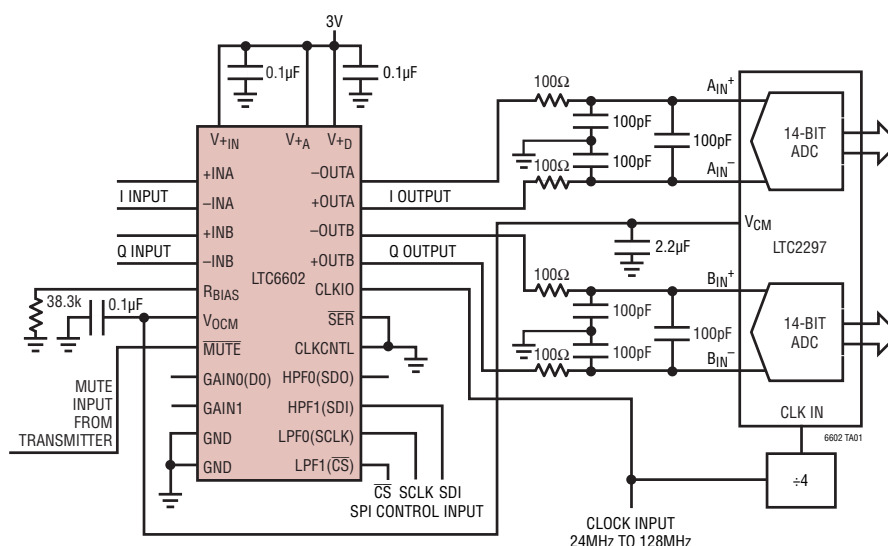 3V
0.1µF
0.1µF
V+IN
V+A
V+D
+INA
–INA
+INB
–INB
RBIAS
VOCM
MUTE
GAIN0(D0)
GAIN1
GND
GND
LTC6602
–OUTA
+OUTA
–OUTB
+OUTB
CLKIO
SER
CLKCNTL
HPF0(SDO)
HPF1(SDI)
LPF0(SCLK)
LPF1(CS)
I INPUT
Q INPUT
38.3k
0.1µF
MUTE
INPUT
FROM
TRANSMITTER
I OUTPUT
Q OUTPUT
CS SCLK SDI
SPI CONTROL INPUT
100Ω
100pF
100pF
100pF
100Ω
AIN+
AIN–
14-BIT
ADC
VCM
2.2µF
LTC2297
100Ω
100pF
100pF
100pF
100Ω
BIN+
BIN–
14-BIT
ADC
CLK IN
6602 TA01
÷4
CLOCK INPUT
24MHz TO 128MHz